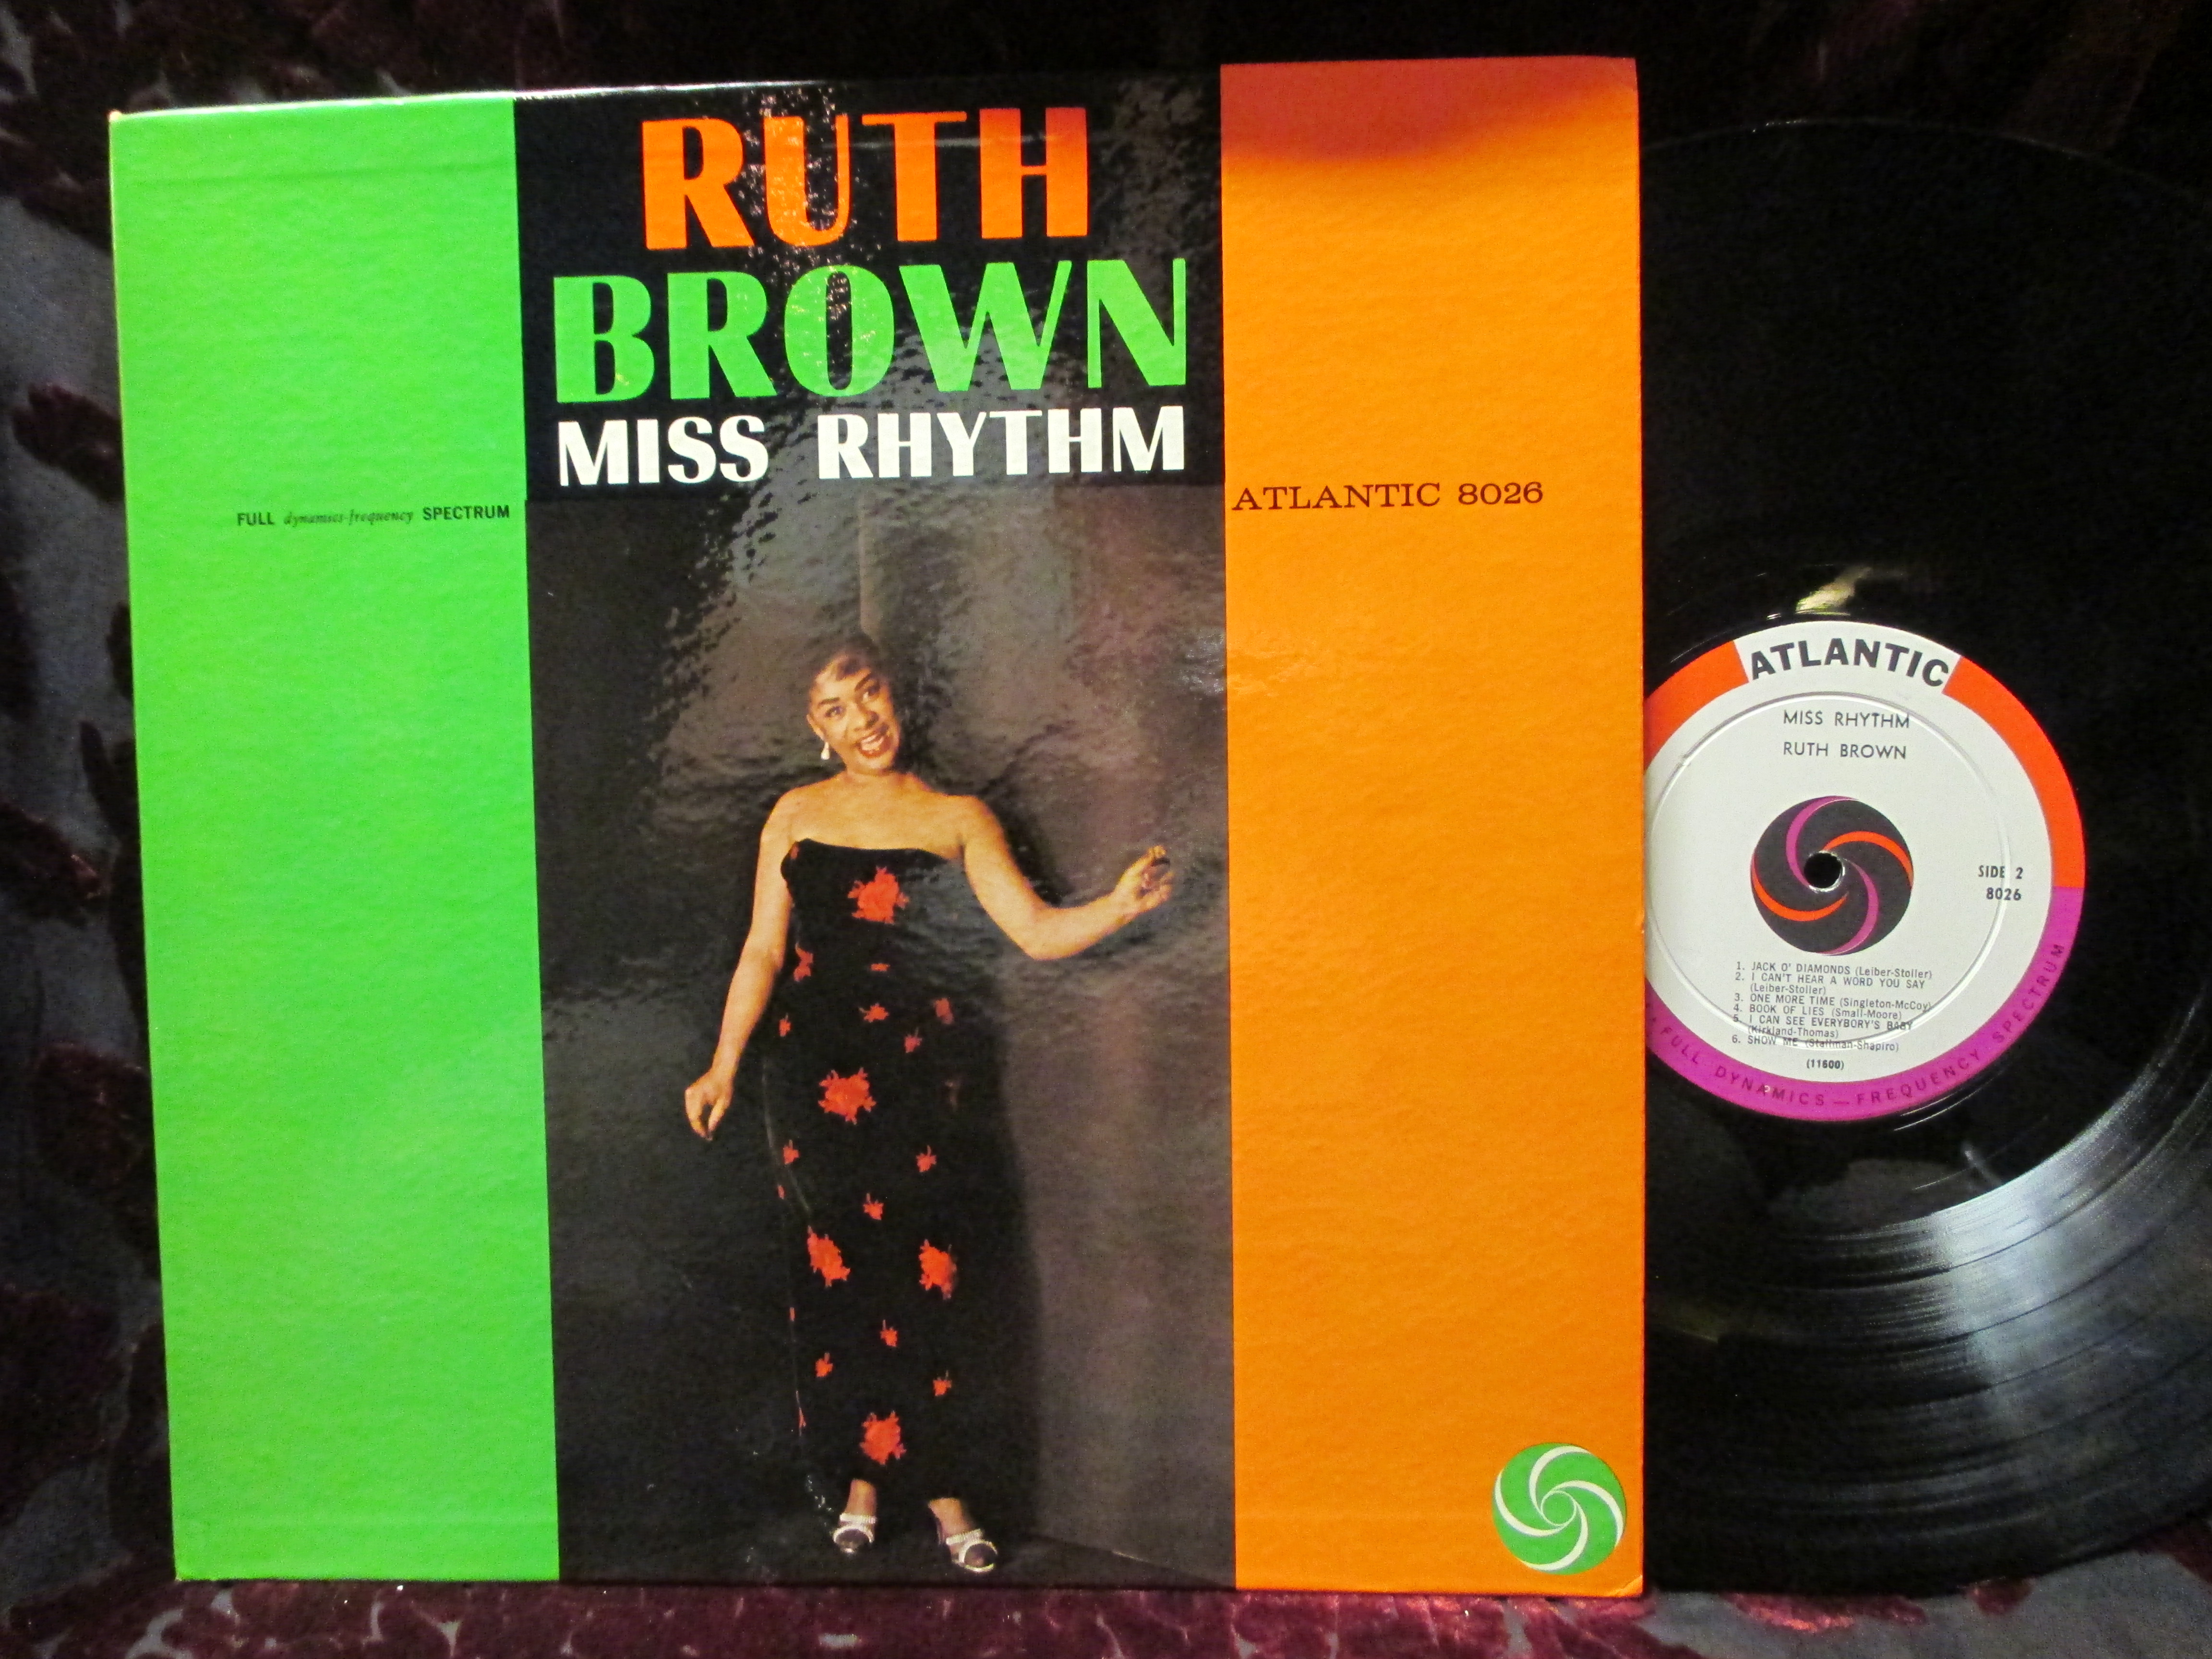 RUTH
BROWN
MISS RHYTHM
FULL dynamics-frequency SPECTRUM
ATLANTIC 8026
ATLANTIC
MISS RHYTHM
RUTH BROWN
SIDE 2
8026
1. JACK O' DIAMONDS (Leiber-Stoller)
2. I CAN'T HEAR A WORD YOU SAY
(Leiber-Stoller)
3. ONE MORE TIME (Singleton-McCoy)
4. BOOK OF LIES (Small-Moore)
5. I CAN SEE EVERYBORY'S BABY
(Kirkland-Thomas)
6. SHOW ME (Stallman-Shapiro)
(11600)
FULL DYNAMICS — FREQUENCY SPECTRUM